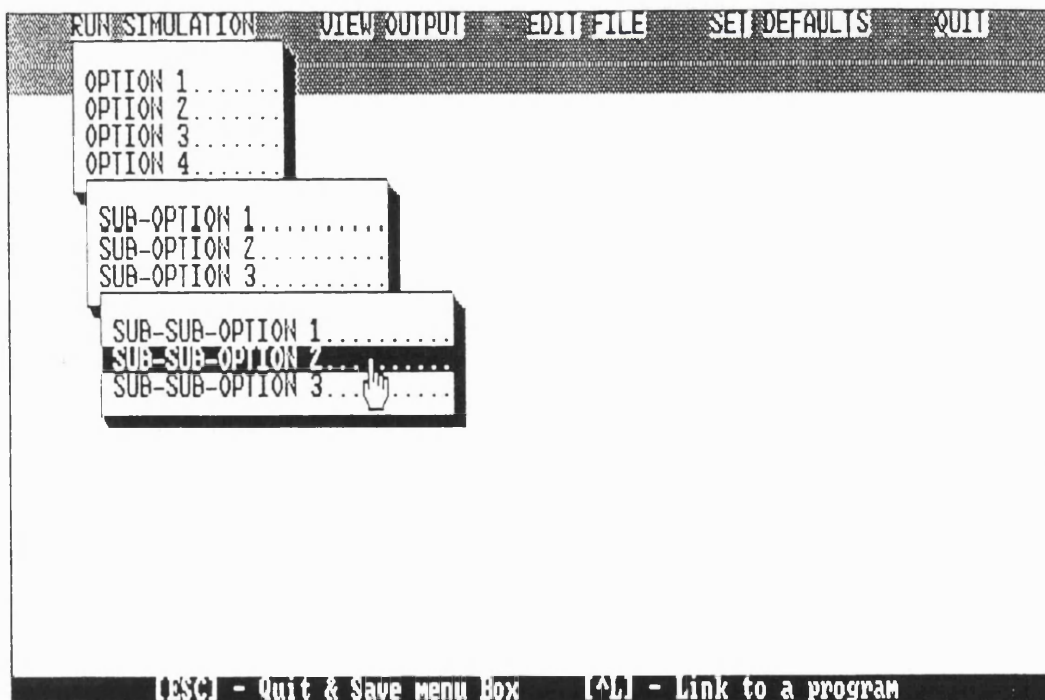 RUN SIMULATION VIEW OUTPUT EDIT FILE SET DEFAULTS QUIT
OPTION 1.......
OPTION 2.......
OPTION 3.......
OPTION 4.......
SUB-OPTION 1..........
SUB-OPTION 2..........
SUB-OPTION 3..........
SUB-SUB-OPTION 1..........
SUB-SUB-OPTION 2..........
SUB-SUB-OPTION 3..........
[ESC] - Quit & Save menu Box [^L] - Link to a program